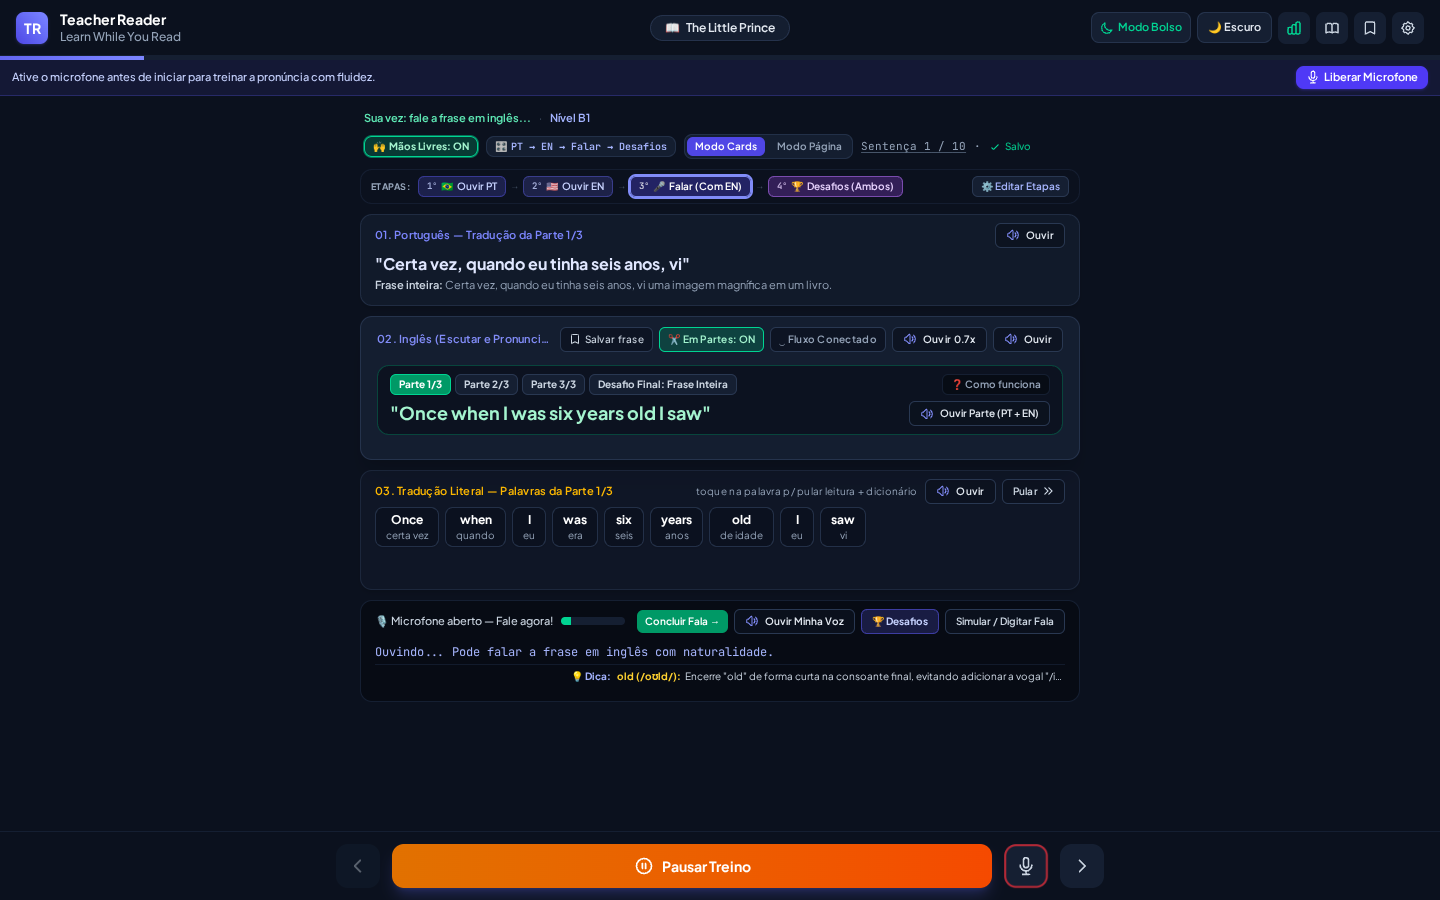 TR Teacher Reader
Learn While You Read
📖 The Little Prince
Modo Bolso
🌙 Escuro
Ative o microfone antes de iniciar para treinar a pronúncia com fluidez.
Liberar Microfone
Sua vez: fale a frase em inglês... · Nível B1
🙌 Mãos Livres: ON
🎛️ PT → EN → Falar → Desafios
Modo Cards
Modo Página
Sentença 1 / 10 · ✓ Salvo
ETAPAS: 1° 🇧🇷 Ouvir PT → 2° 🇺🇸 Ouvir EN → 3° 🎤 Falar (Com EN) → 4° 🏆 Desafios (Ambos)
⚙️ Editar Etapas
01. Português — Tradução da Parte 1/3
Ouvir
"Certa vez, quando eu tinha seis anos, vi"
Frase inteira: Certa vez, quando eu tinha seis anos, vi uma imagem magnífica em um livro.
02. Inglês (Escutar e Pronunci...
Salvar frase
✂️ Em Partes: ON
Fluxo Conectado
Ouvir 0.7x
Ouvir
Parte 1/3
Parte 2/3
Parte 3/3
Desafio Final: Frase Inteira
❓ Como funciona
"Once when I was six years old I saw"
Ouvir Parte (PT + EN)
03. Tradução Literal — Palavras da Parte 1/3
toque na palavra p/ pular leitura + dicionário
Ouvir
Pular
Once when I was six years old I saw
certa vez quando eu era seis anos de idade eu vi
🎙️ Microfone aberto — Fale agora!
Concluir Fala →
Ouvir Minha Voz
🏆 Desafios
Simular / Digitar Fala
Ouvindo... Pode falar a frase em inglês com naturalidade.
💡 Dica: old (/oʊld/): Encerre "old" de forma curta na consoante final, evitando adicionar a vogal "/i...
Pausar Treino